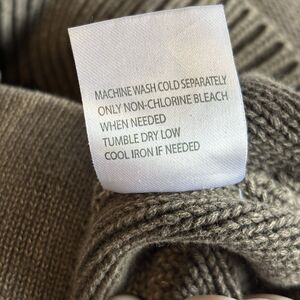 MACHINE WASH COLD SEPARATELY
ONLY NON-CHLORINE BLEACH
WHEN NEEDED
TUMBLE DRY LOW
COOL IRON IF NEEDED